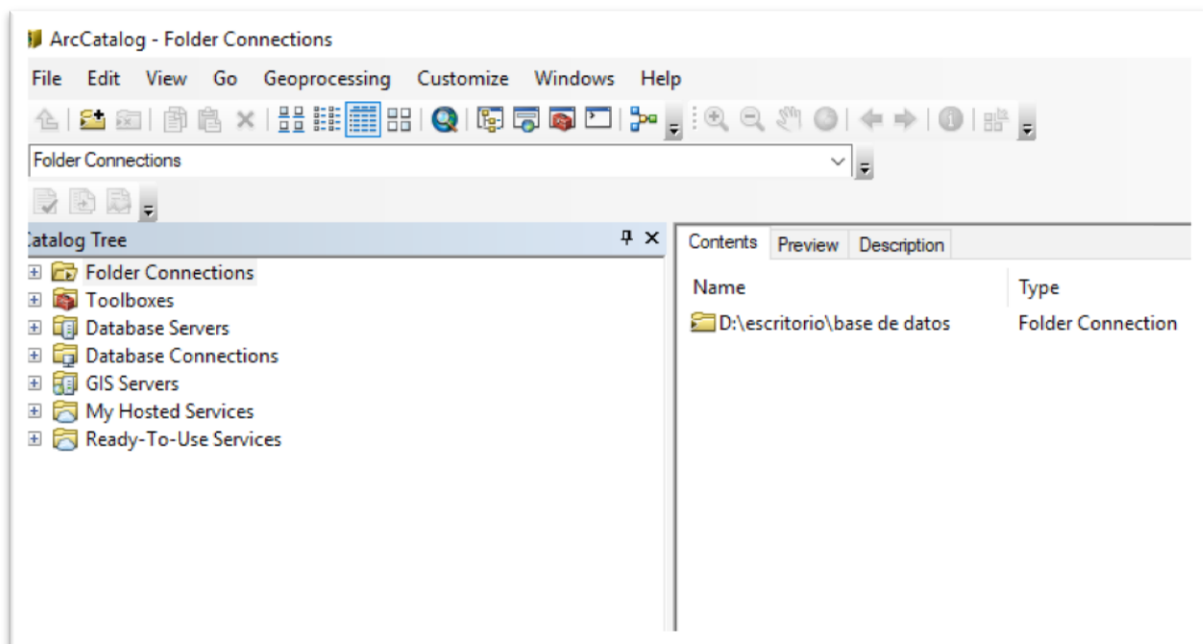 ArcCatalog - Folder Connections
File Edit View Go Geoprocessing Customize Windows Help
Folder Connections
Catalog Tree
Folder Connections
Toolboxes
Database Servers
Database Connections
GIS Servers
My Hosted Services
Ready-To-Use Services
Contents Preview Description
Name Type
D:\escritorio\base de datos Folder Connection